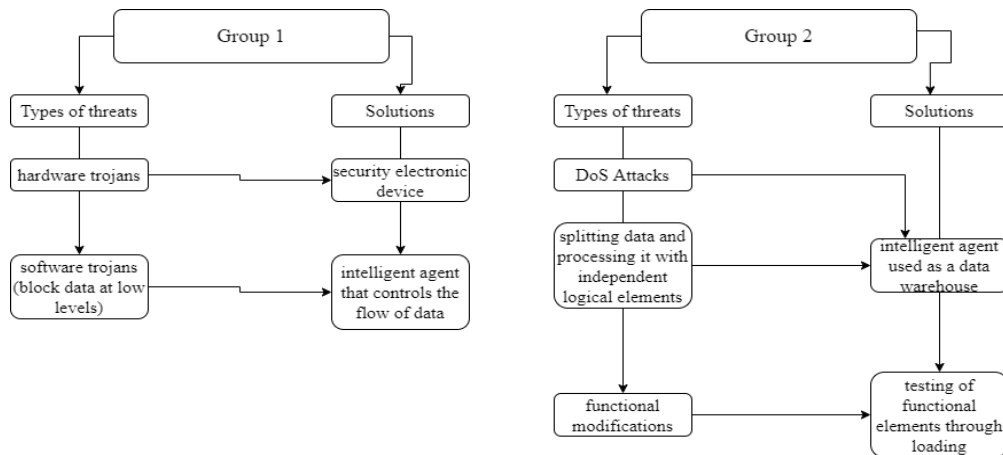 Group 1
Types of threats
Solutions
hardware trojans
security electronic
device
software trojans
(block data at low
levels)
intelligent agent
that controls the
flow of data
Group 2
Types of threats
Solutions
DoS Attacks
splitting data and
processing it with
independent
logical elements
intelligent agent
used as a data
warehouse
functional
modifications
testing of
functional
elements through
loading